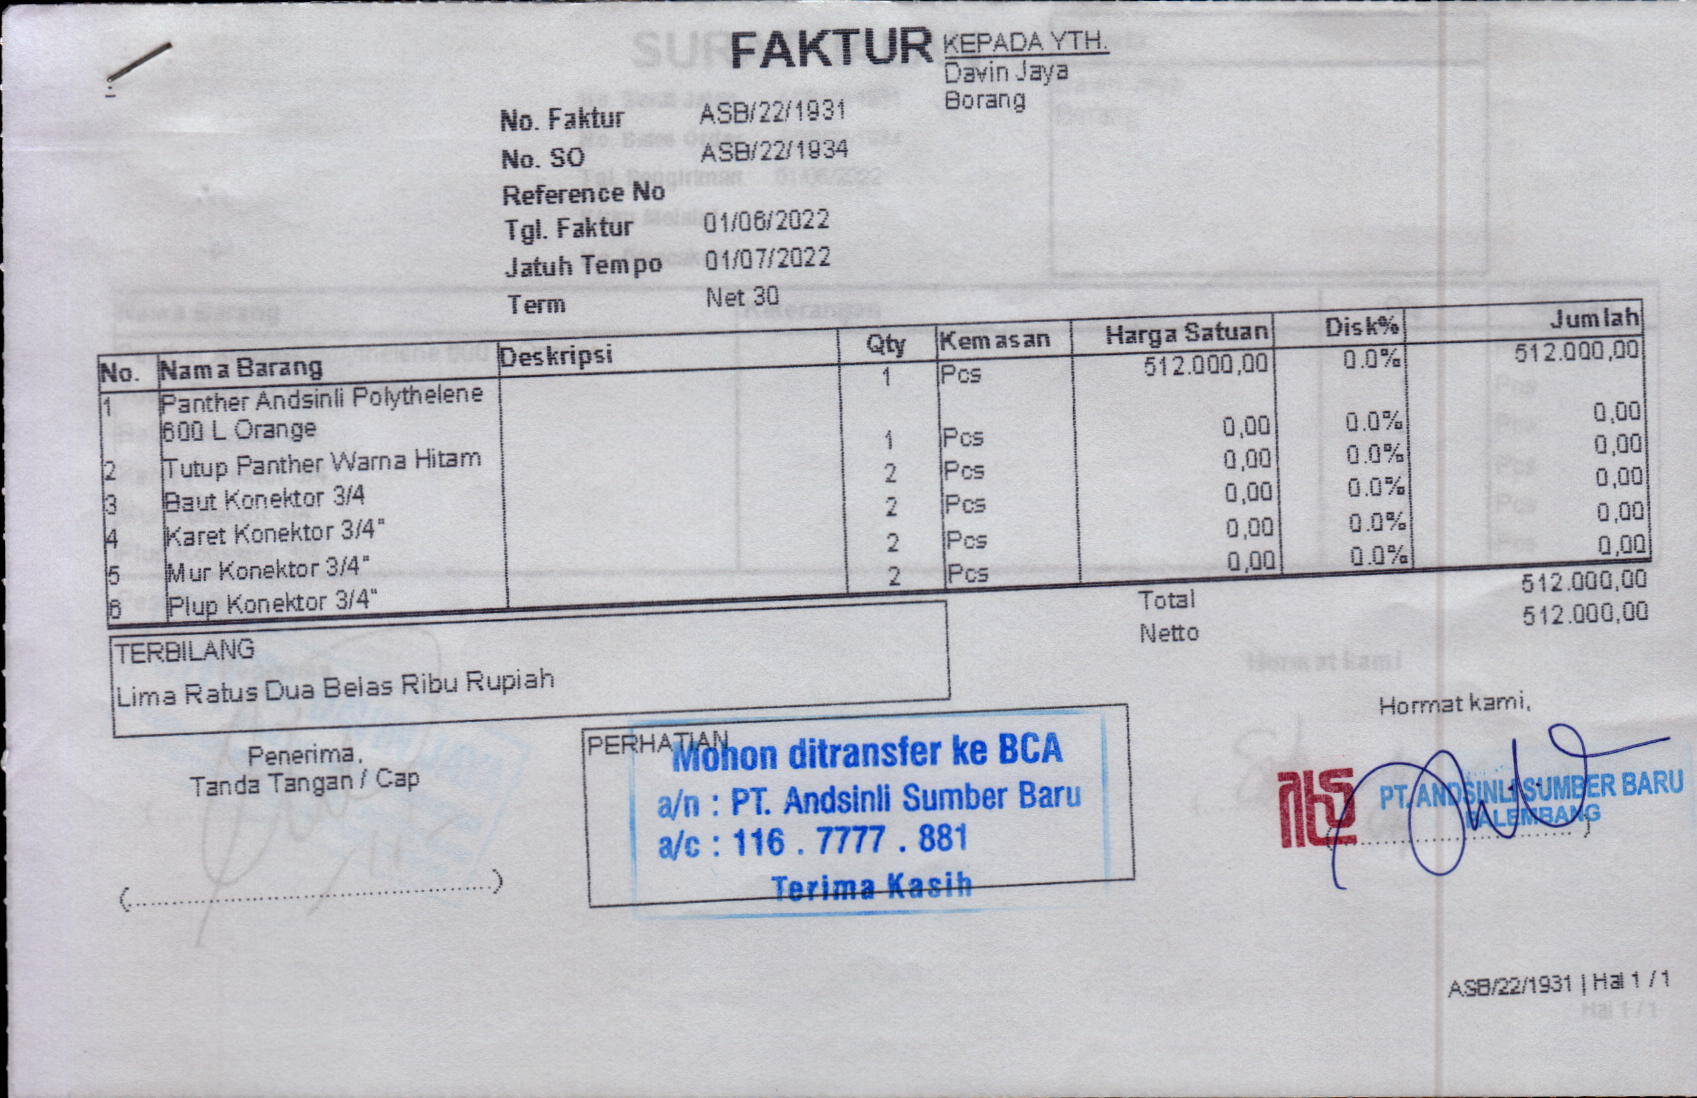 FAKTUR
KEPADA YTH.
Davin Jaya
Borang
No. Faktur ASB/22/1931
No. SO ASB/22/1934
Reference No
Tgl. Faktur 01/06/2022
Jatuh Tempo 01/07/2022
Term Net 30
No. Nama Barang Deskripsi Qty Kemasan Harga Satuan Disk% Jumlah
1 Panther Andsinli Polythelene 1 Pcs 512.000,00 0.0% 512.000,00
600 L Orange
2 Tutup Panther Warna Hitam 1 Pcs 0,00 0.0% 0,00
3 Baut Konektor 3/4 2 Pcs 0,00 0.0% 0,00
4 Karet Konektor 3/4" 2 Pcs 0,00 0.0% 0,00
5 Mur Konektor 3/4" 2 Pcs 0,00 0.0% 0,00
6 Plup Konektor 3/4" 2 Pcs 0,00 0.0% 0,00
Total 512.000,00
Netto 512.000,00
TERBILANG
Lima Ratus Dua Belas Ribu Rupiah
Penerima,
Tanda Tangan / Cap
(..............................................)
PERHATIAN
Mohon ditransfer ke BCA
a/n : PT. Andsinli Sumber Baru
a/c : 116 . 7777 . 881
Terima Kasih
Hormat kami,
PT. ANDSINLI SUMBER BARU
PALEMBANG
ASB/22/1931 | Hal 1 / 1